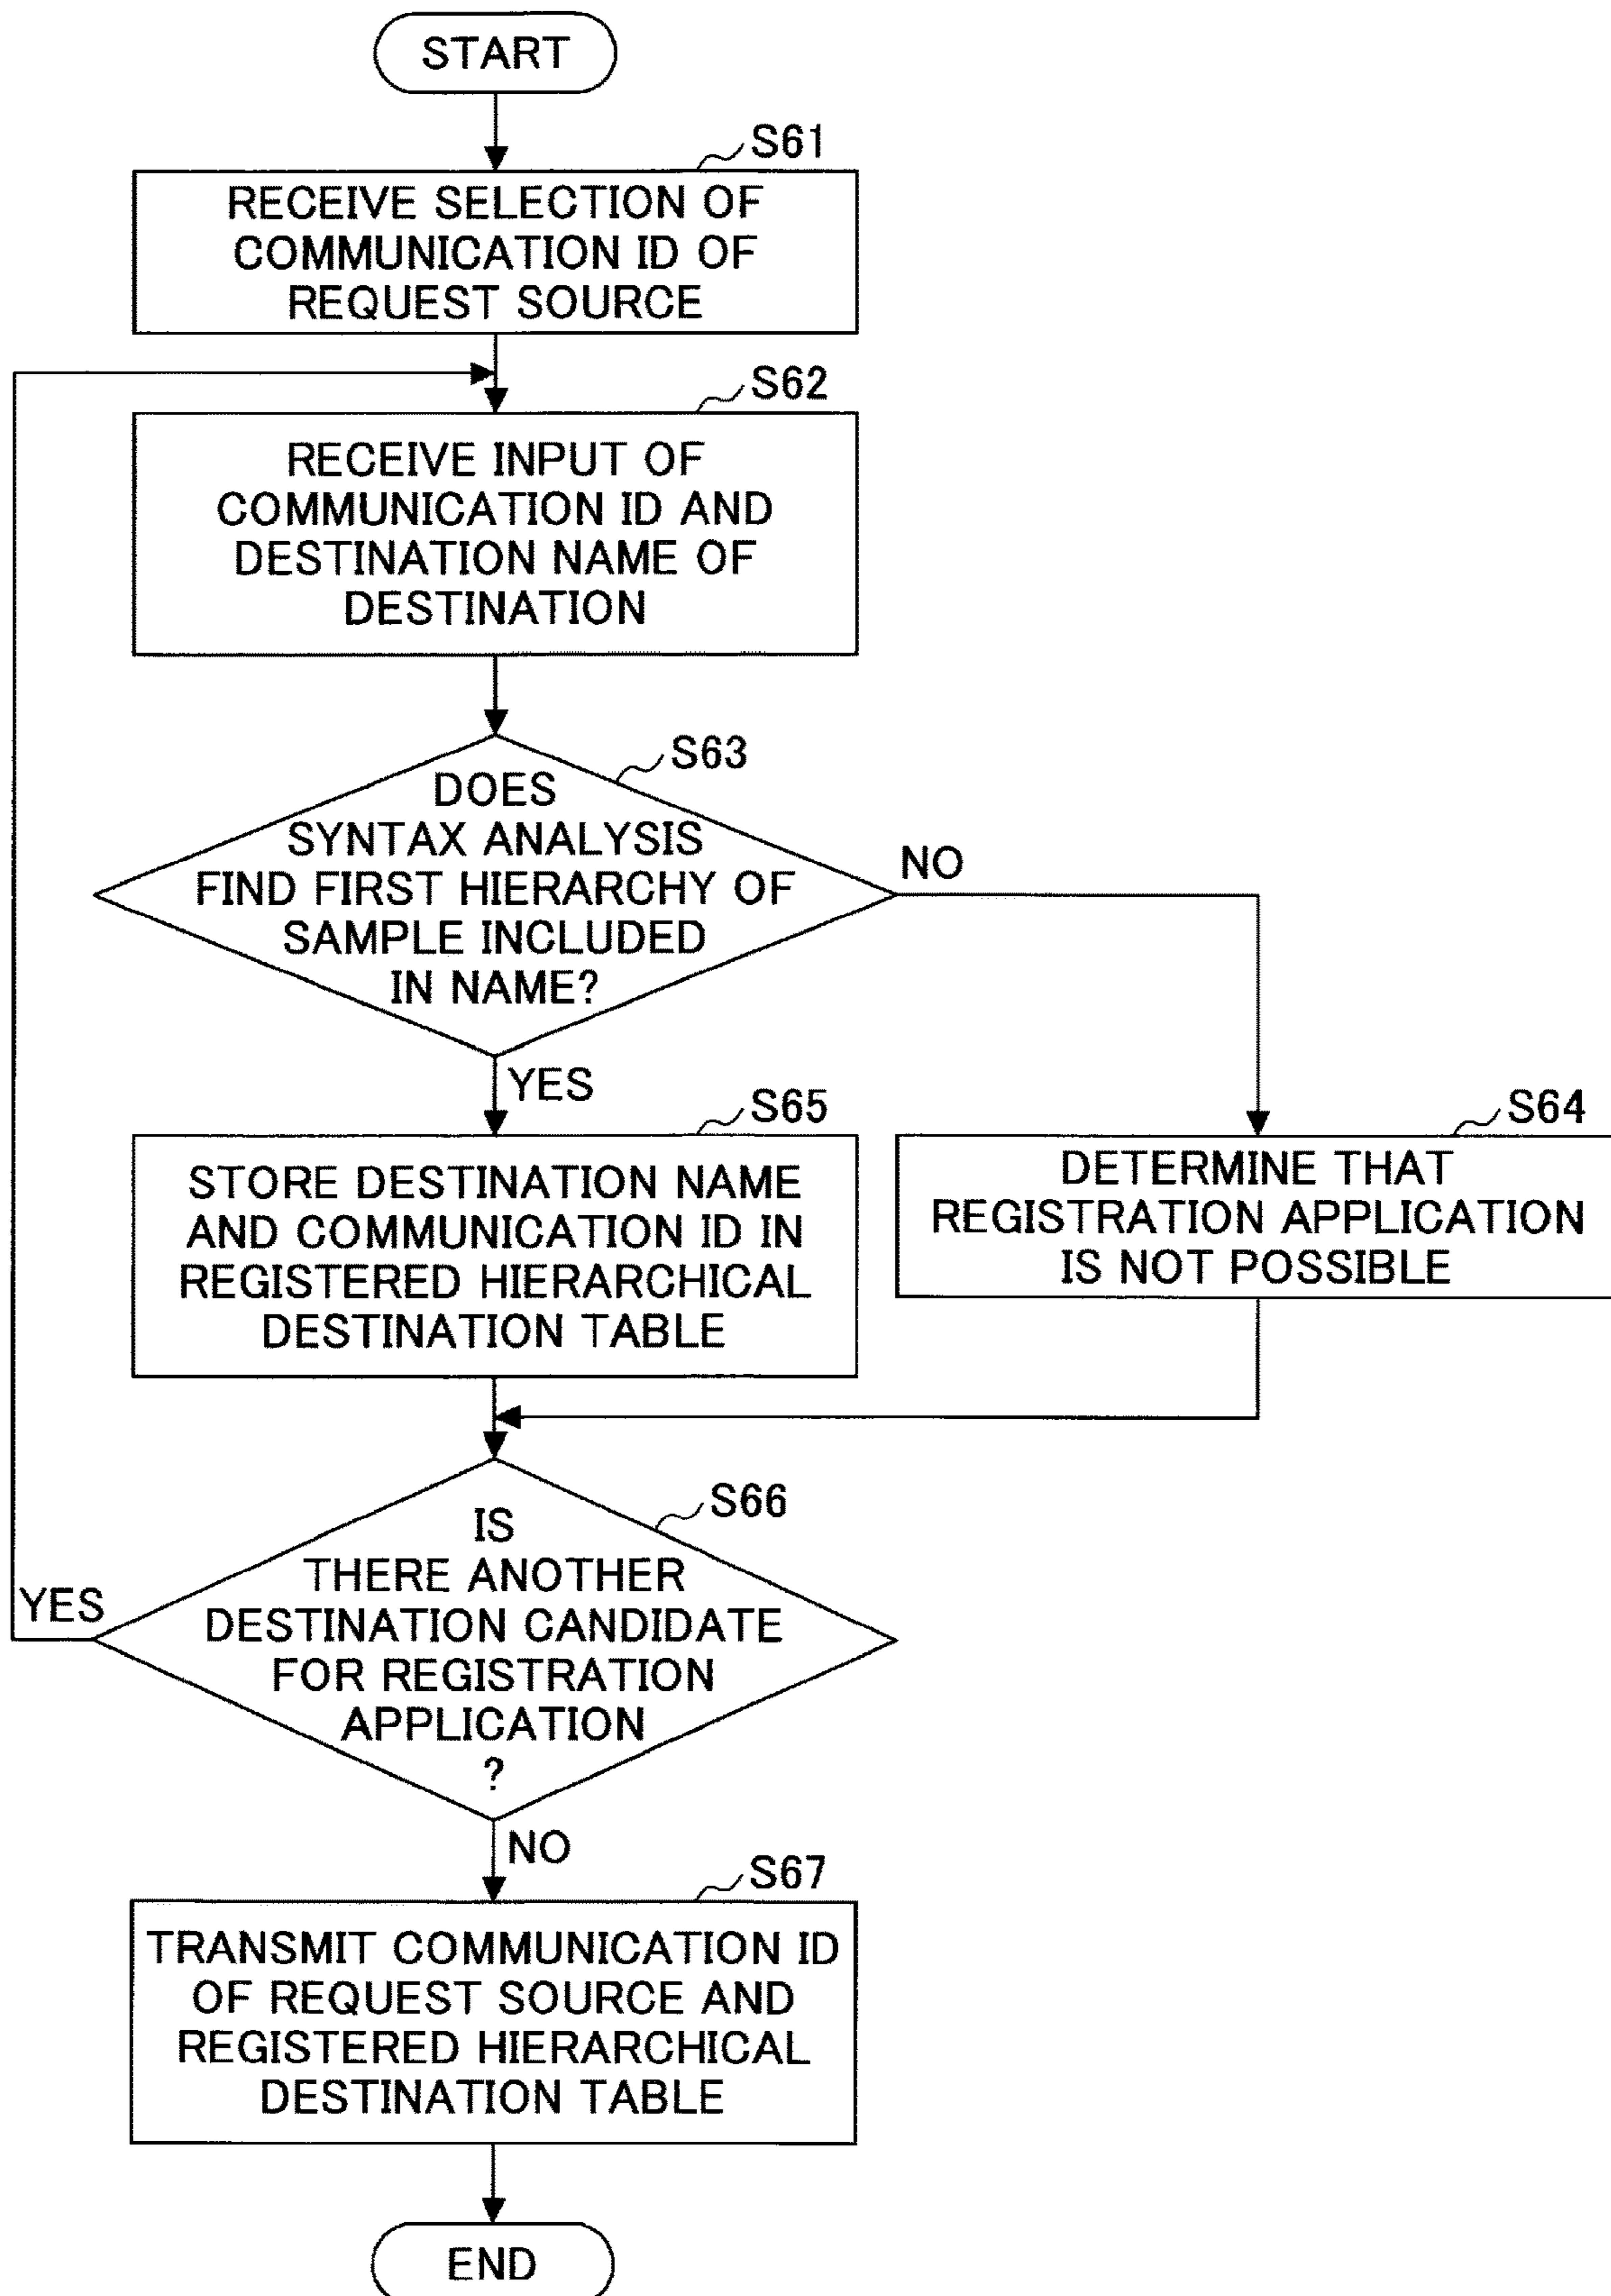 START
S61
RECEIVE SELECTION OF
COMMUNICATION ID OF
REQUEST SOURCE
S62
RECEIVE INPUT OF
COMMUNICATION ID AND
DESTINATION NAME OF
DESTINATION
S63
DOES
SYNTAX ANALYSIS
FIND FIRST HIERARCHY OF
SAMPLE INCLUDED
IN NAME?
NO
YES
S65
STORE DESTINATION NAME
AND COMMUNICATION ID IN
REGISTERED HIERARCHICAL
DESTINATION TABLE
S64
DETERMINE THAT
REGISTRATION APPLICATION
IS NOT POSSIBLE
S66
IS
THERE ANOTHER
DESTINATION CANDIDATE
FOR REGISTRATION
APPLICATION
?
YES
NO
S67
TRANSMIT COMMUNICATION ID
OF REQUEST SOURCE AND
REGISTERED HIERARCHICAL
DESTINATION TABLE
END